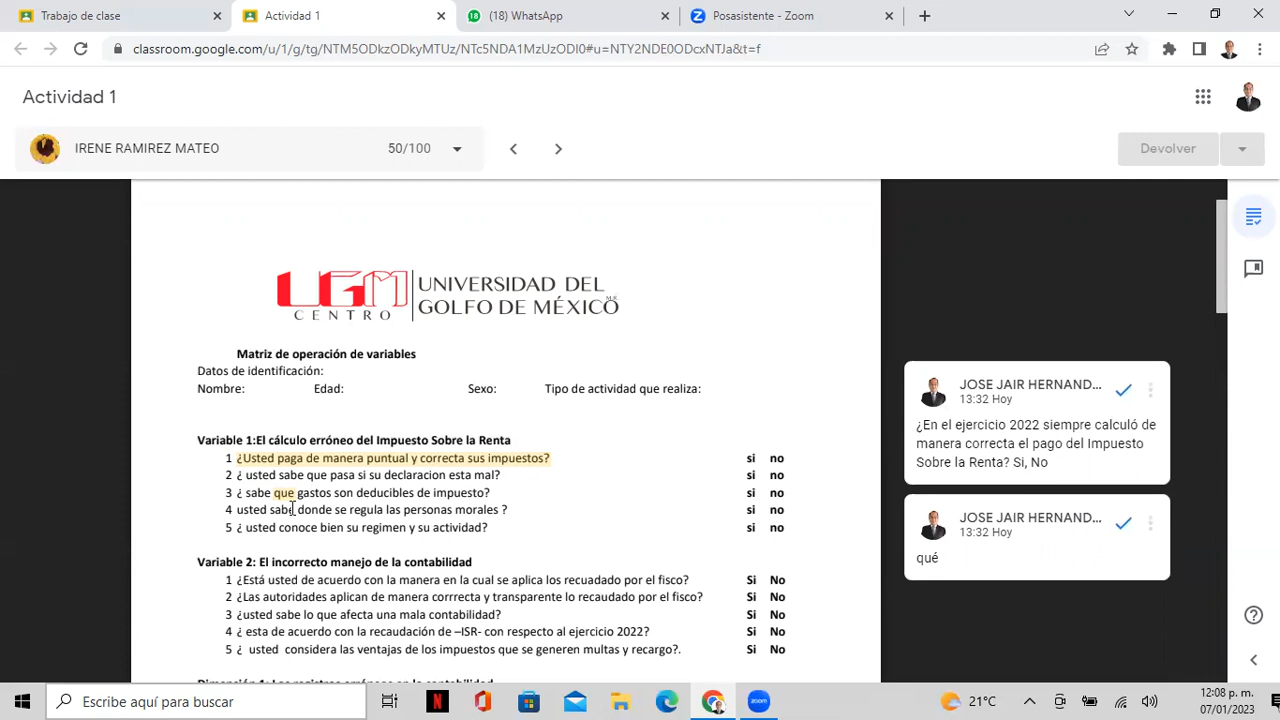 Trabajo de clase
Actividad 1
(18) WhatsApp
Posasistente - Zoom
classroom.google.com/u/1/g/tg/NTM5ODkzODkyMTUz/NTc5NDA1MzUzODI0#u=NTY2NDE0ODcxNTJa&t=f
Actividad 1
IRENE RAMIREZ MATEO 50/100
Devolver
UGM
CENTRO
UNIVERSIDAD DEL
GOLFO DE MÉXICO
Matriz de operación de variables
Datos de identificación:
Nombre: Edad: Sexo: Tipo de actividad que realiza:
Variable 1:El cálculo erróneo del Impuesto Sobre la Renta
1 ¿Usted paga de manera puntual y correcta sus impuestos? si no
2 ¿ usted sabe que pasa si su declaracion esta mal? si no
3 ¿ sabe que gastos son deducibles de impuesto? si no
4 usted sabe donde se regula las personas morales ? si no
5 ¿ usted conoce bien su regimen y su actividad? si no
Variable 2: El incorrecto manejo de la contabilidad
1 ¿Está usted de acuerdo con la manera en la cual se aplica los recuadado por el fisco? Si No
2 ¿Las autoridades aplican de manera corrrecta y transparente lo recaudado por el fisco? Si No
3 ¿usted sabe lo que afecta una mala contabilidad? Si No
4 ¿ esta de acuerdo con la recaudación de –ISR- con respecto al ejercicio 2022? Si No
5 ¿ usted considera las ventajas de los impuestos que se generen multas y recargo?. Si No
JOSE JAIR HERNAND...
13:32 Hoy
¿En el ejercicio 2022 siempre calculó de
manera correcta el pago del Impuesto
Sobre la Renta? Si, No
JOSE JAIR HERNAND...
13:32 Hoy
qué
Escribe aquí para buscar
21°C
12:08 p. m.
07/01/2023